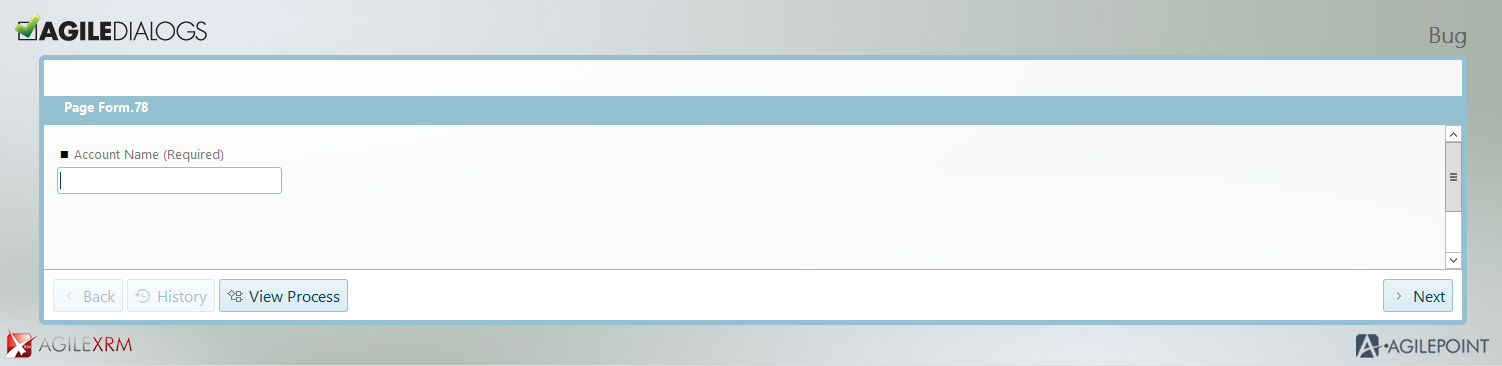 AGILEDIALOGS
Bug
Page Form.78
Account Name (Required)
Back
History
View Process
Next
AGILEXRM
AGILEPOINT